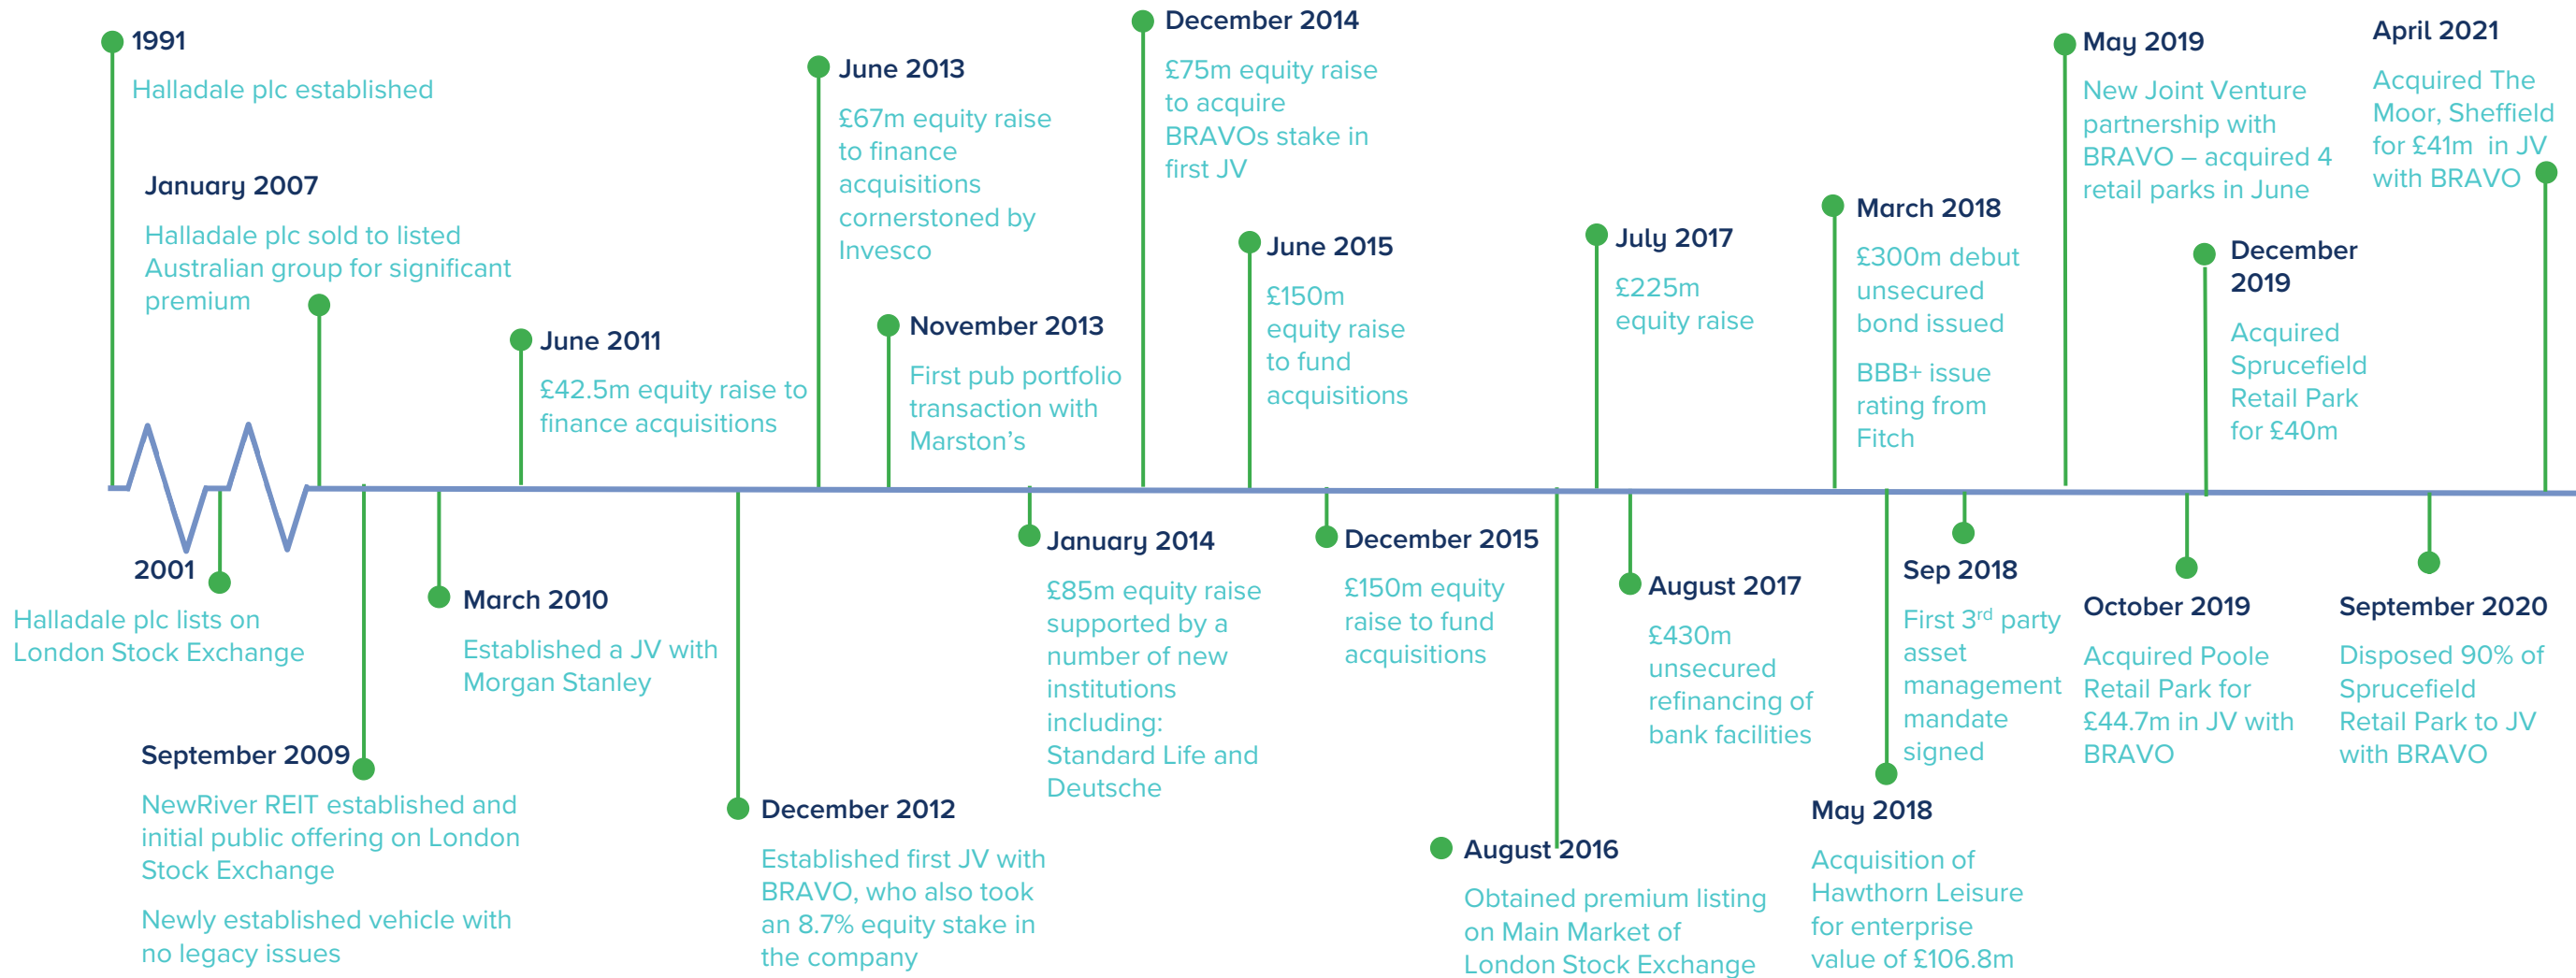 1991
Halladale plc established
January 2007
Halladale plc sold to listed
Australian group for significant
premium
2001
Halladale plc lists on
London Stock Exchange
September 2009
NewRiver REIT established and
initial public offering on London
Stock Exchange
Newly established vehicle with
no legacy issues
March 2010
Established a JV with
Morgan Stanley
June 2011
£42.5m equity raise to
finance acquisitions
December 2012
Established first JV with
BRAVO, who also took
an 8.7% equity stake in
the company
June 2013
£67m equity raise
to finance
acquisitions
cornerstoned by
Invesco
November 2013
First pub portfolio
transaction with
Marston’s
January 2014
£85m equity raise
supported by a
number of new
institutions
including:
Standard Life and
Deutsche
December 2014
£75m equity raise
to acquire
BRAVOs stake in
first JV
June 2015
£150m
equity raise
to fund
acquisitions
December 2015
£150m equity
raise to fund
acquisitions
August 2016
Obtained premium listing
on Main Market of
London Stock Exchange
July 2017
£225m
equity raise
August 2017
£430m
unsecured
refinancing of
bank facilities
March 2018
£300m debut
unsecured
bond issued
BBB+ issue
rating from
Fitch
May 2018
Acquisition of
Hawthorn Leisure
for enterprise
value of £106.8m
Sep 2018
First 3rd party
asset
management
mandate
signed
May 2019
New Joint Venture
partnership with
BRAVO – acquired 4
retail parks in June
October 2019
Acquired Poole
Retail Park for
£44.7m in JV with
BRAVO
December
2019
Acquired
Sprucefield
Retail Park
for £40m
September 2020
Disposed 90% of
Sprucefield
Retail Park to JV
with BRAVO
April 2021
Acquired The
Moor, Sheffield
for £41m in JV
with BRAVO